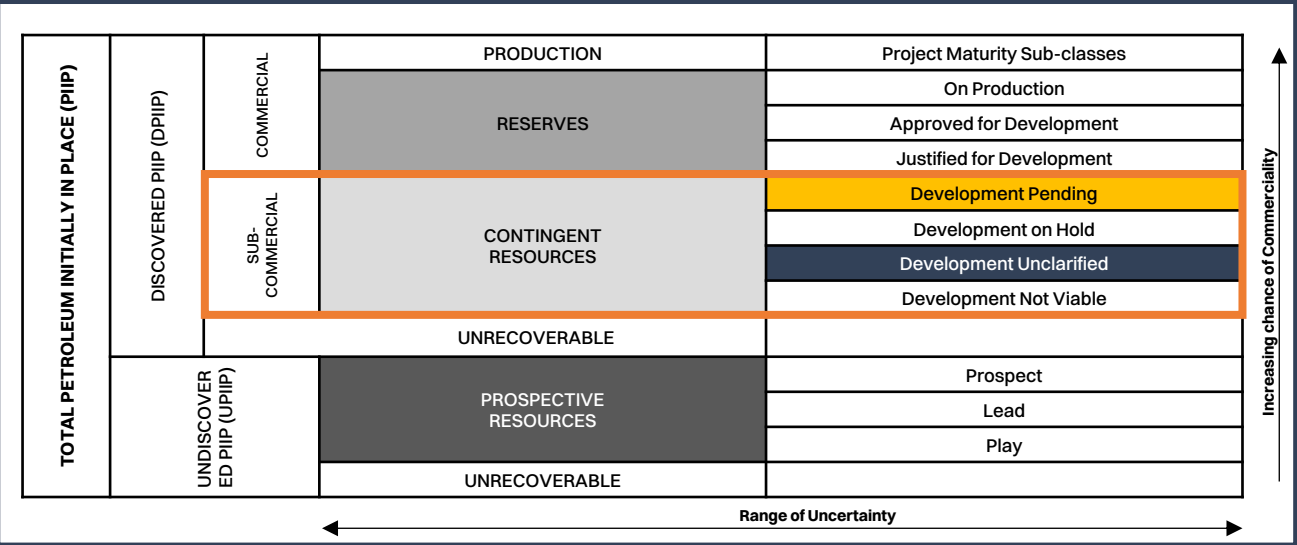 TOTAL PETROLEUM INITIALLY IN PLACE (PIIP)
DISCOVERED PIIP (DPIIP)
COMMERCIAL
PRODUCTION
Project Maturity Sub-classes
RESERVES
On Production
Approved for Development
Justified for Development
SUB-
COMMERCIAL
CONTINGENT
RESOURCES
Development Pending
Development on Hold
Development Unclarified
Development Not Viable
UNRECOVERABLE
UNDISCOVER
ED PIIP (UPIIP)
PROSPECTIVE
RESOURCES
Prospect
Lead
Play
UNRECOVERABLE
Range of Uncertainty
Increasing chance of Commerciality